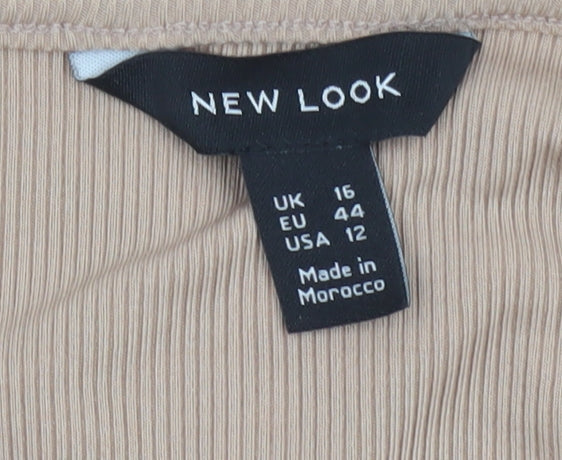 NEW LOOK
UK 16
EU 44
USA 12
Made in
Morocco